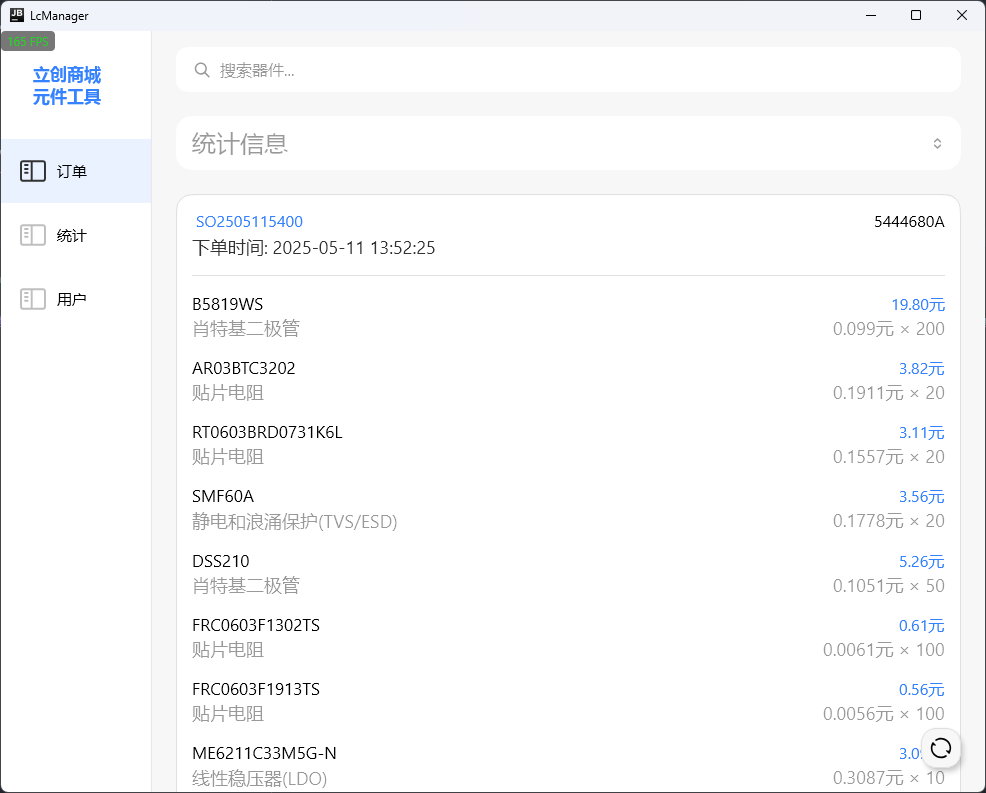 LcManager
165 FPS
立创商城
元件工具
订单
统计
用户
搜索器件...
统计信息
SO2505115400
5444680A
下单时间: 2025-05-11 13:52:25
B5819WS
19.80元
肖特基二极管
0.099元 × 200
AR03BTC3202
3.82元
贴片电阻
0.1911元 × 20
RT0603BRD0731K6L
3.11元
贴片电阻
0.1557元 × 20
SMF60A
3.56元
静电和浪涌保护(TVS/ESD)
0.1778元 × 20
DSS210
5.26元
肖特基二极管
0.1051元 × 50
FRC0603F1302TS
0.61元
贴片电阻
0.0061元 × 100
FRC0603F1913TS
0.56元
贴片电阻
0.0056元 × 100
ME6211C33M5G-N
线性稳压器(LDO)
0.3087元 × 10